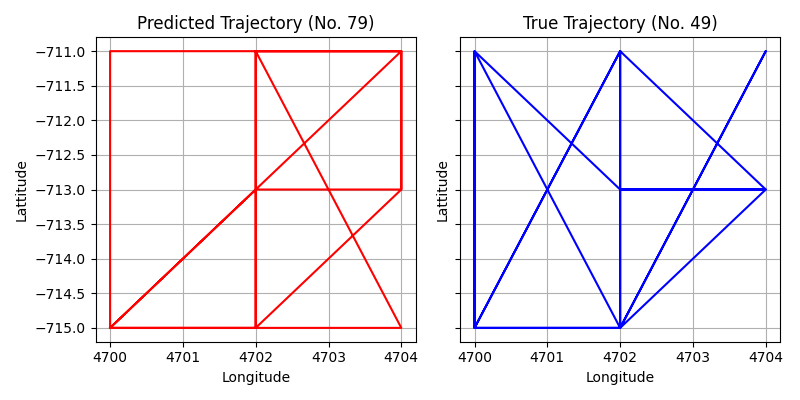 Predicted Trajectory (No. 79)
True Trajectory (No. 49)
Lattitude
−711.0
−711.5
−712.0
−712.5
−713.0
−713.5
−714.0
−714.5
−715.0
4700 4701 4702 4703 4704
Longitude
Lattitude
4700 4701 4702 4703 4704
Longitude